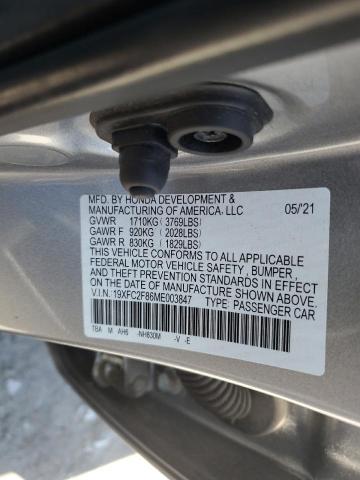 MFD. BY HONDA DEVELOPMENT &
MANUFACTURING OF AMERICA, LLC 05/'21
GVWR 1710KG (3769LBS)
GAWR F 920KG (2028LBS)
GAWR R 830KG (1829LBS)
THIS VEHICLE CONFORMS TO ALL APPLICABLE
FEDERAL MOTOR VEHICLE SAFETY, BUMPER,
AND THEFT PREVENTION STANDARDS IN EFFECT
ON THE DATE OF MANUFACTURE SHOWN ABOVE.
V.I.N. 19XFC2F86ME003847 TYPE: PASSENGER CAR
TBA M AH6 -NH830M -V -E